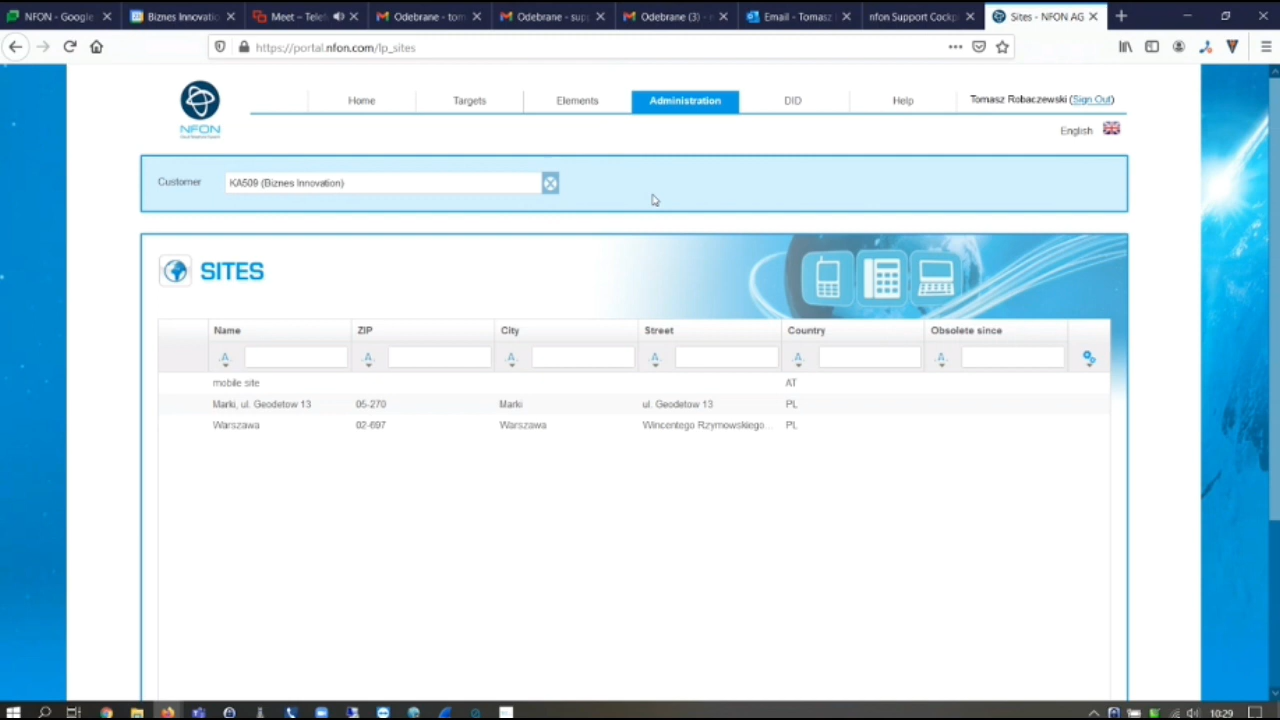 NFON - Google
Biznes Innovatio
Meet – Tele
Odebrane - tom
Odebrane - sup
Odebrane (3) -
Email - Tomasz
nfon Support Cockp
Sites - NFON AG
https://portal.nfon.com/lp_sites
NFON
Home
Targets
Elements
Administration
DID
Help
Tomasz Robaczewski (Sign Out)
English
Customer
KA509 (Biznes Innovation)
SITES
Name ZIP City Street Country Obsolete since
A A A A A A
mobile site AT
Marki, ul. Geodetow 13 05-270 Marki ul. Geodetow 13 PL
Warszawa 02-697 Warszawa Wincentego Rzymowskiego... PL
10:29